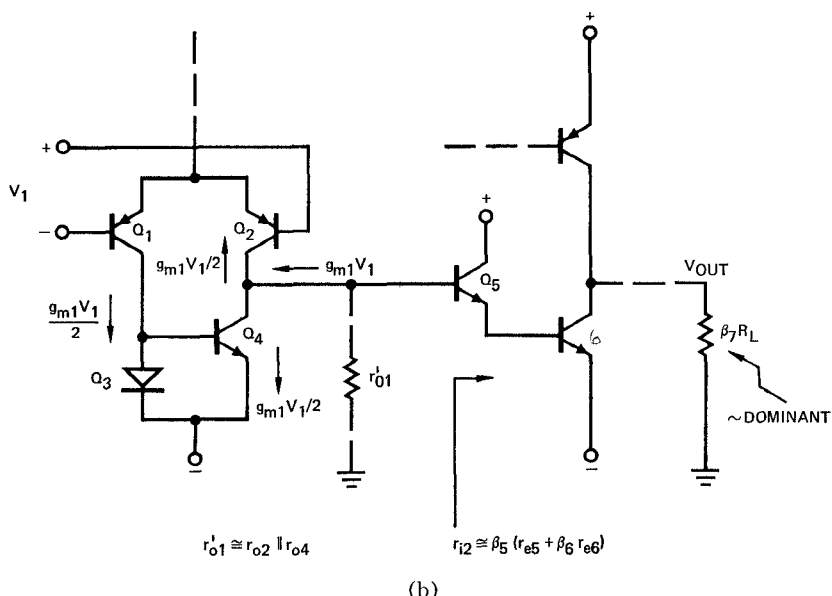 +
+
V₁
−
Q₁
Q₂
+
gm1V₁/2
gm1V₁
Q₅
VOUT
gm1V₁
2
Q₄
6
β₇RL
Q₃
gm1V₁/2
r'o1
∼DOMINANT
−
−
r'o1 ≅ ro2 ∥ ro4
ri2 ≅ β₅ (re5 + β₆ re6)
(b)